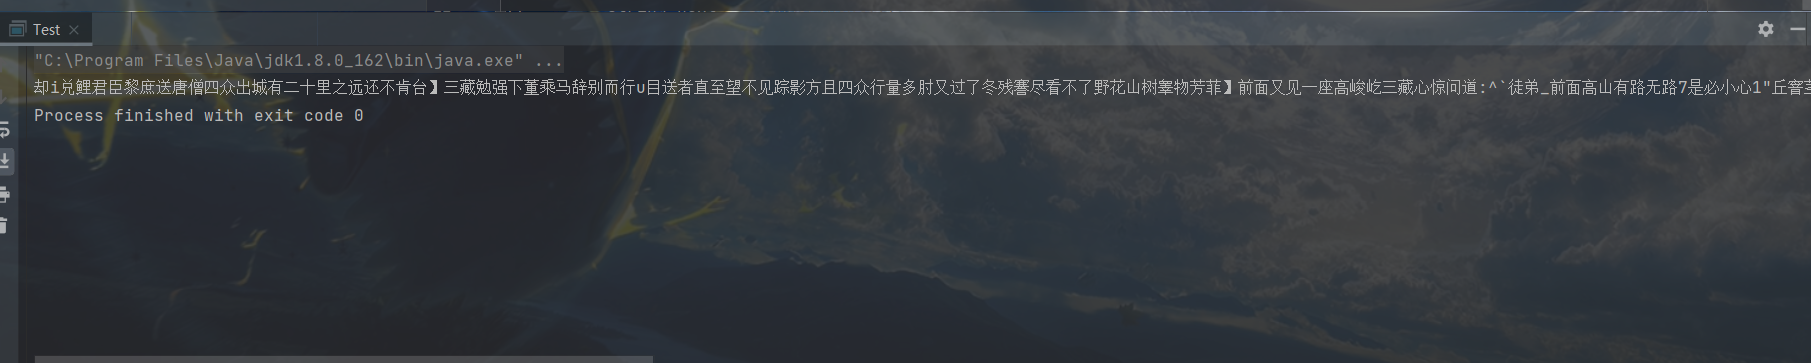 Test
"C:\Program Files\Java\jdk1.8.0_162\bin\java.exe" ...
却i兑鲤君臣黎庶送唐僧四众出城有二十里之远还不肯台】三藏勉强下董乘马辞别而行u目送者直至望不见踪影方且四众行量多肘又过了冬残謇尽看不了野花山树睾物芳菲】前面又见一座高峻屹三藏心惊问道:^`徒弟_前面高山有路无路7是必小心1"丘窨
Process finished with exit code 0